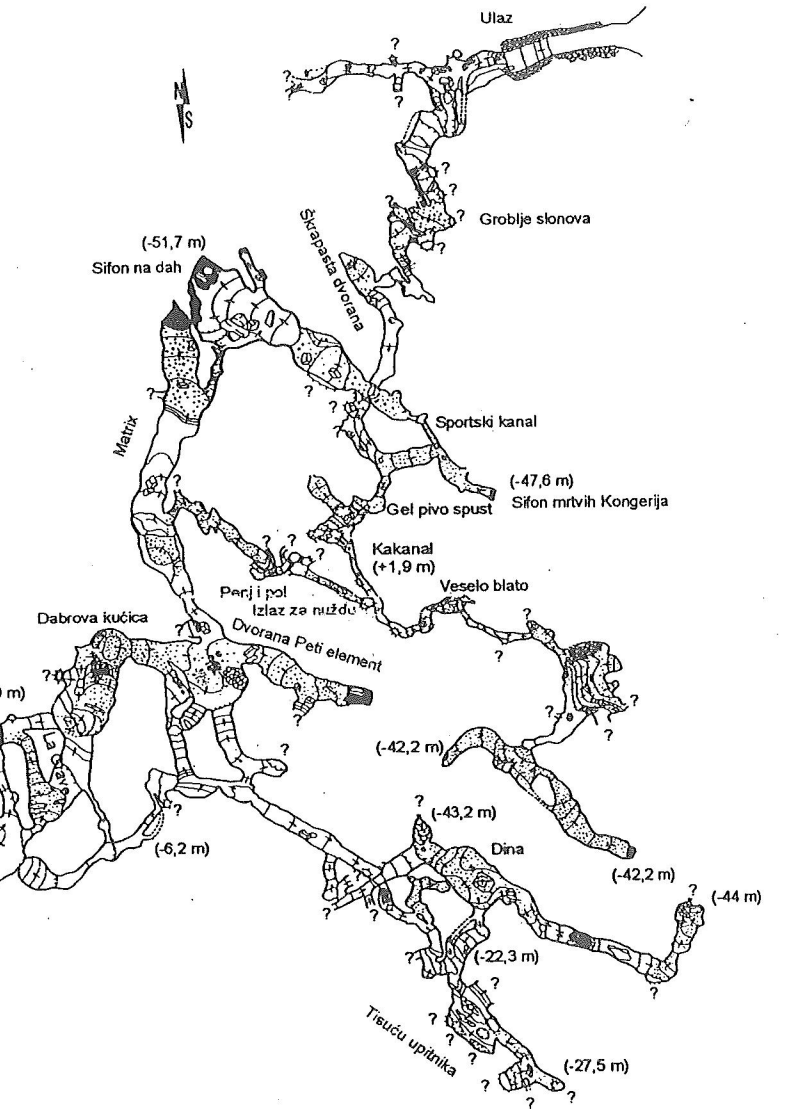 Ulaz
?
?
?
N
S
?
?
?
?
?
Groblje slonova
Škrapasta dvorana
(-51,7 m)
Sifon na dah
?
?
?
?
Matrix
Sportski kanal
(-47,6 m)
Sifon mrtvih Kongerija
?
Gel pivo spust
?
?
?
Kakanal
(+1,9 m)
Penj i pol
Izlaz za nuždu
Veselo blato
Dabrova kućica
?
Dvorana Peti element
?
?
?
?
?
?
?
m)
La
?
(-42,2 m)
?
(-6,2 m)
?
(-43,2 m)
Dina
(-42,2 m)
?
(-44 m)
?
?
?
(-22,3 m)
?
?
?
?
?
Tisuću upitnika
(-27,5 m)
?
?
?